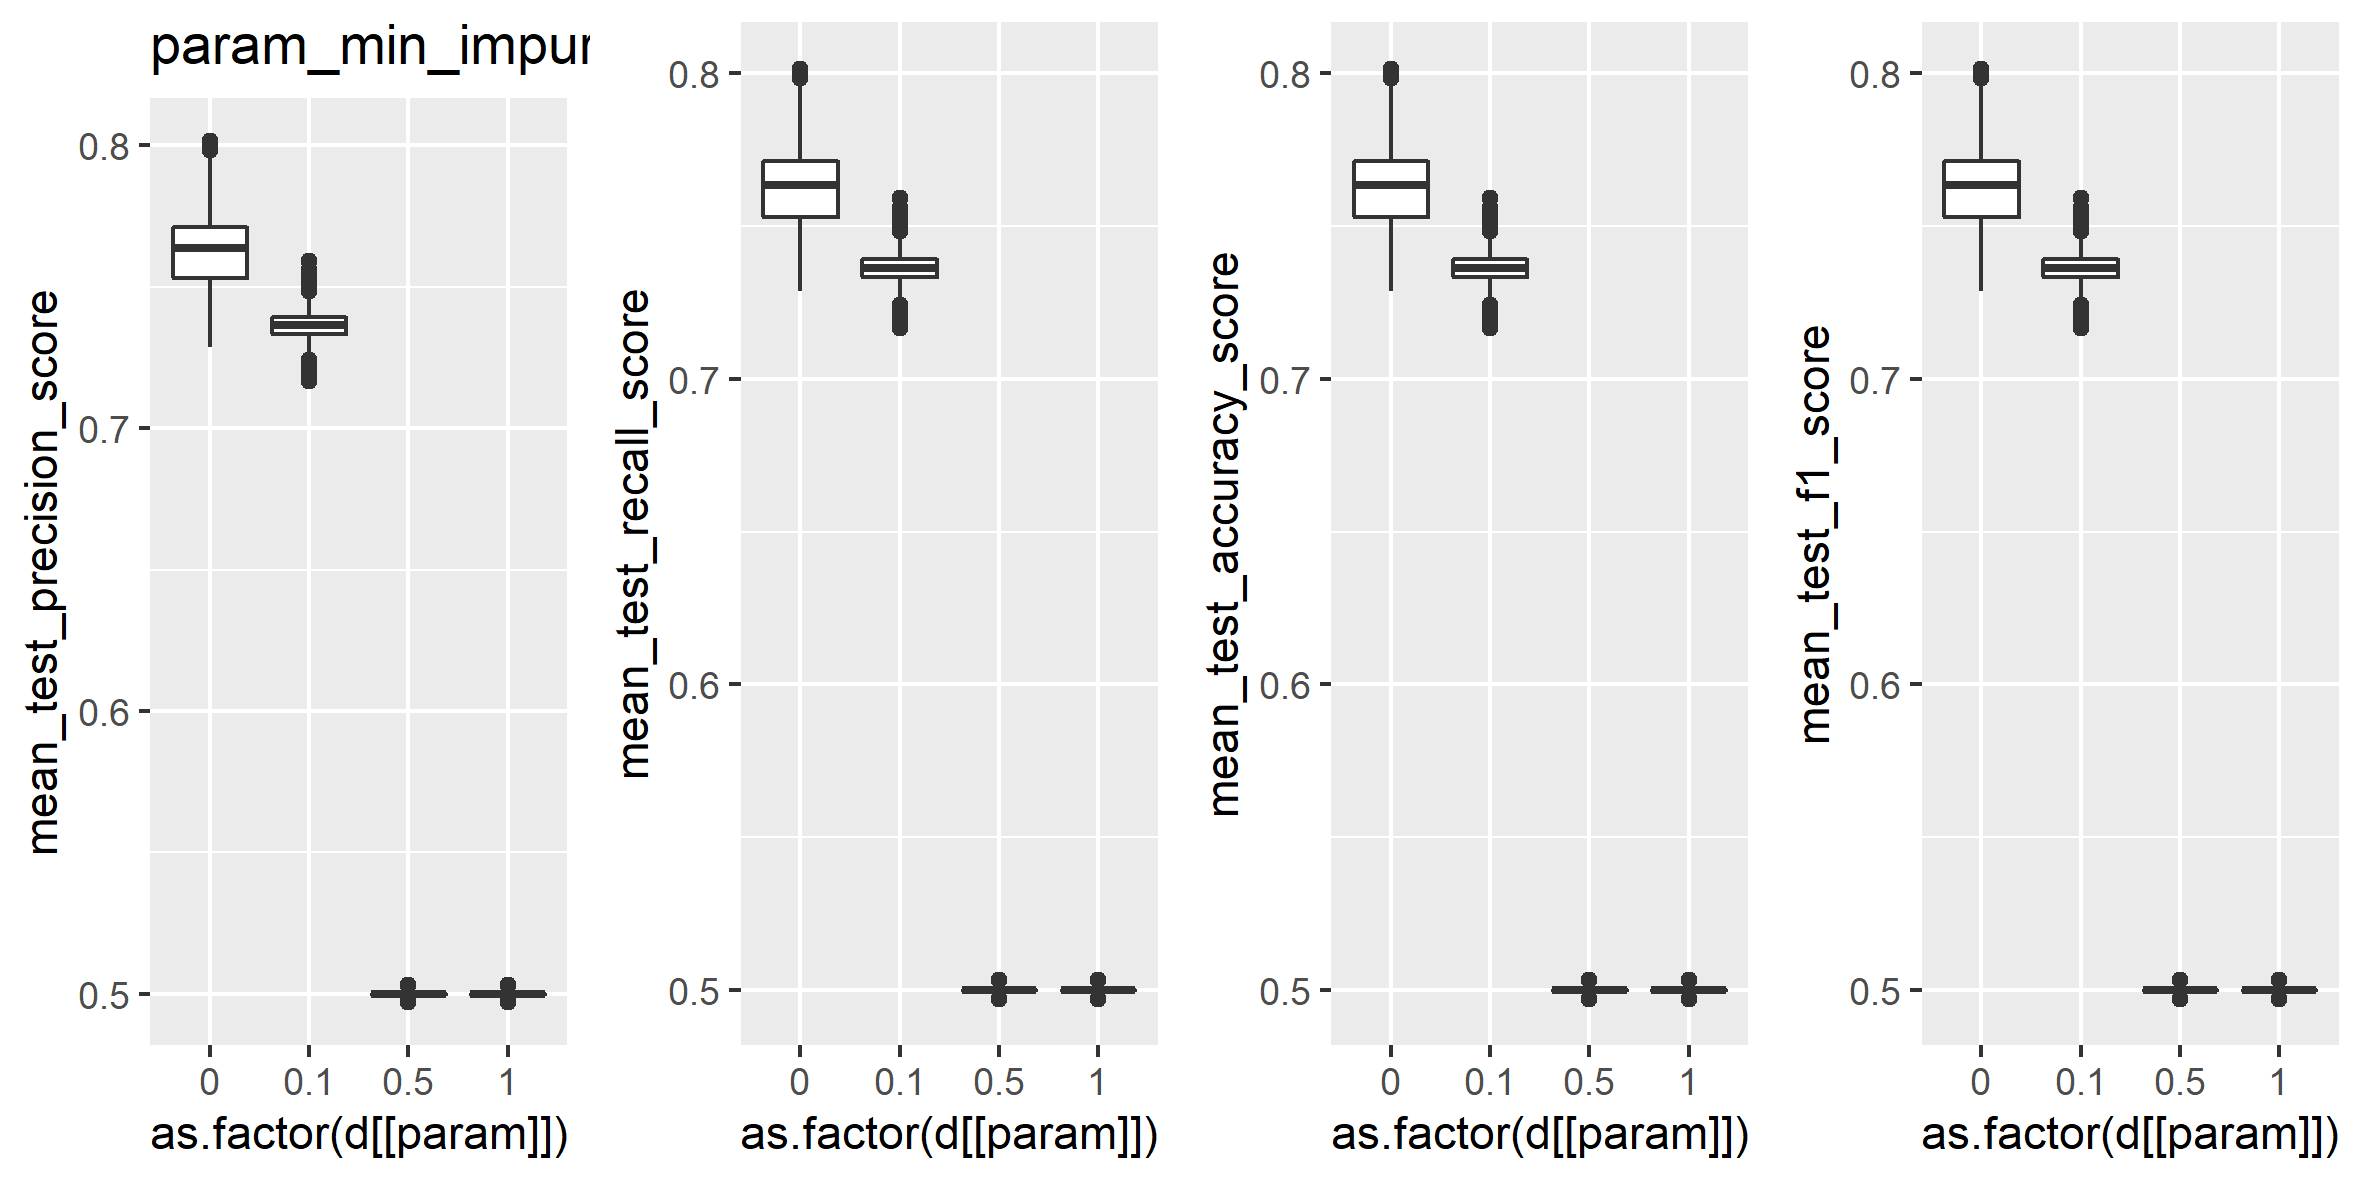 param_min_impur
mean_test_precision_score
0.8
0.7
0.6
0.5
0 0.1 0.5 1
as.factor(d[[param]])
mean_test_recall_score
0.8
0.7
0.6
0.5
0 0.1 0.5 1
as.factor(d[[param]])
mean_test_accuracy_score
0.8
0.7
0.6
0.5
0 0.1 0.5 1
as.factor(d[[param]])
mean_test_f1_score
0.8
0.7
0.6
0.5
0 0.1 0.5 1
as.factor(d[[param]])